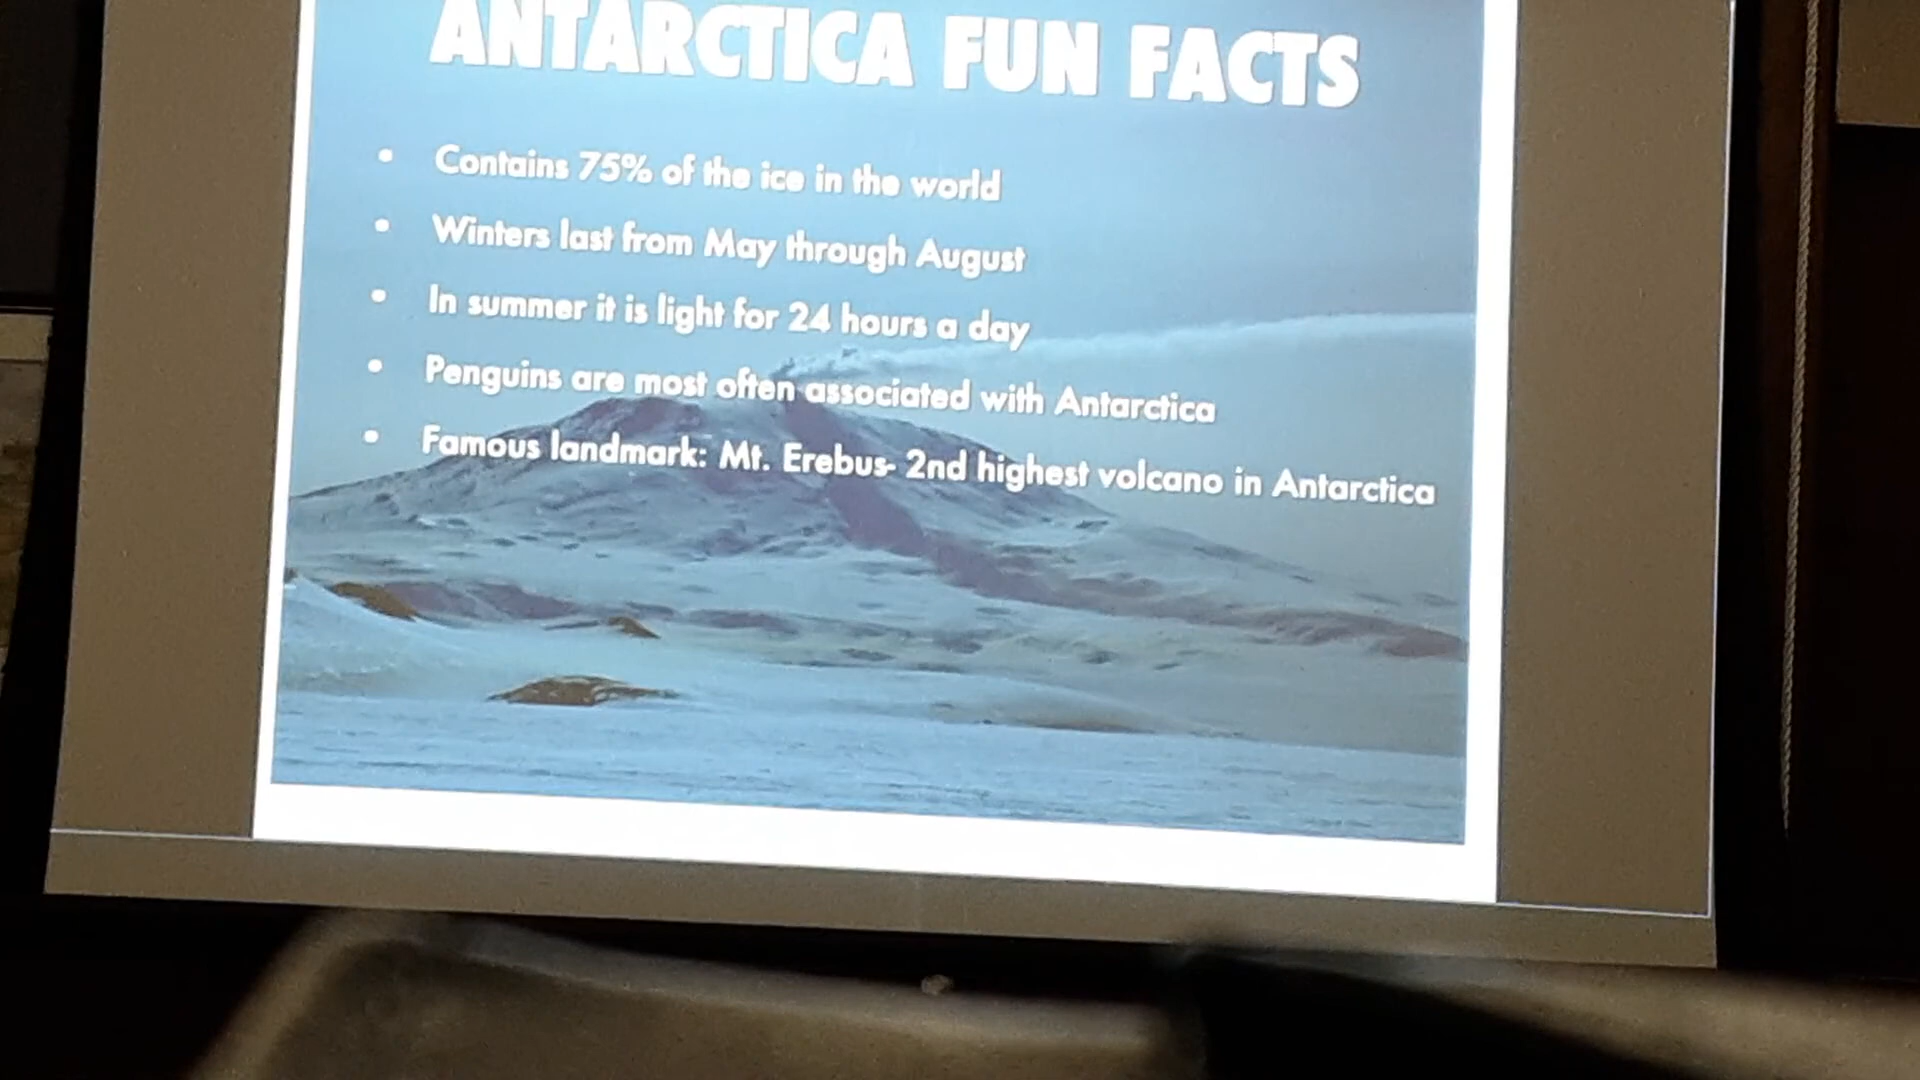 ANTARCTICA FUN FACTS
• Contains 75% of the ice in the world
• Winters last from May through August
• In summer it is light for 24 hours a day
• Penguins are most often associated with Antarctica
• Famous landmark: Mt. Erebus- 2nd highest volcano in Antarctica